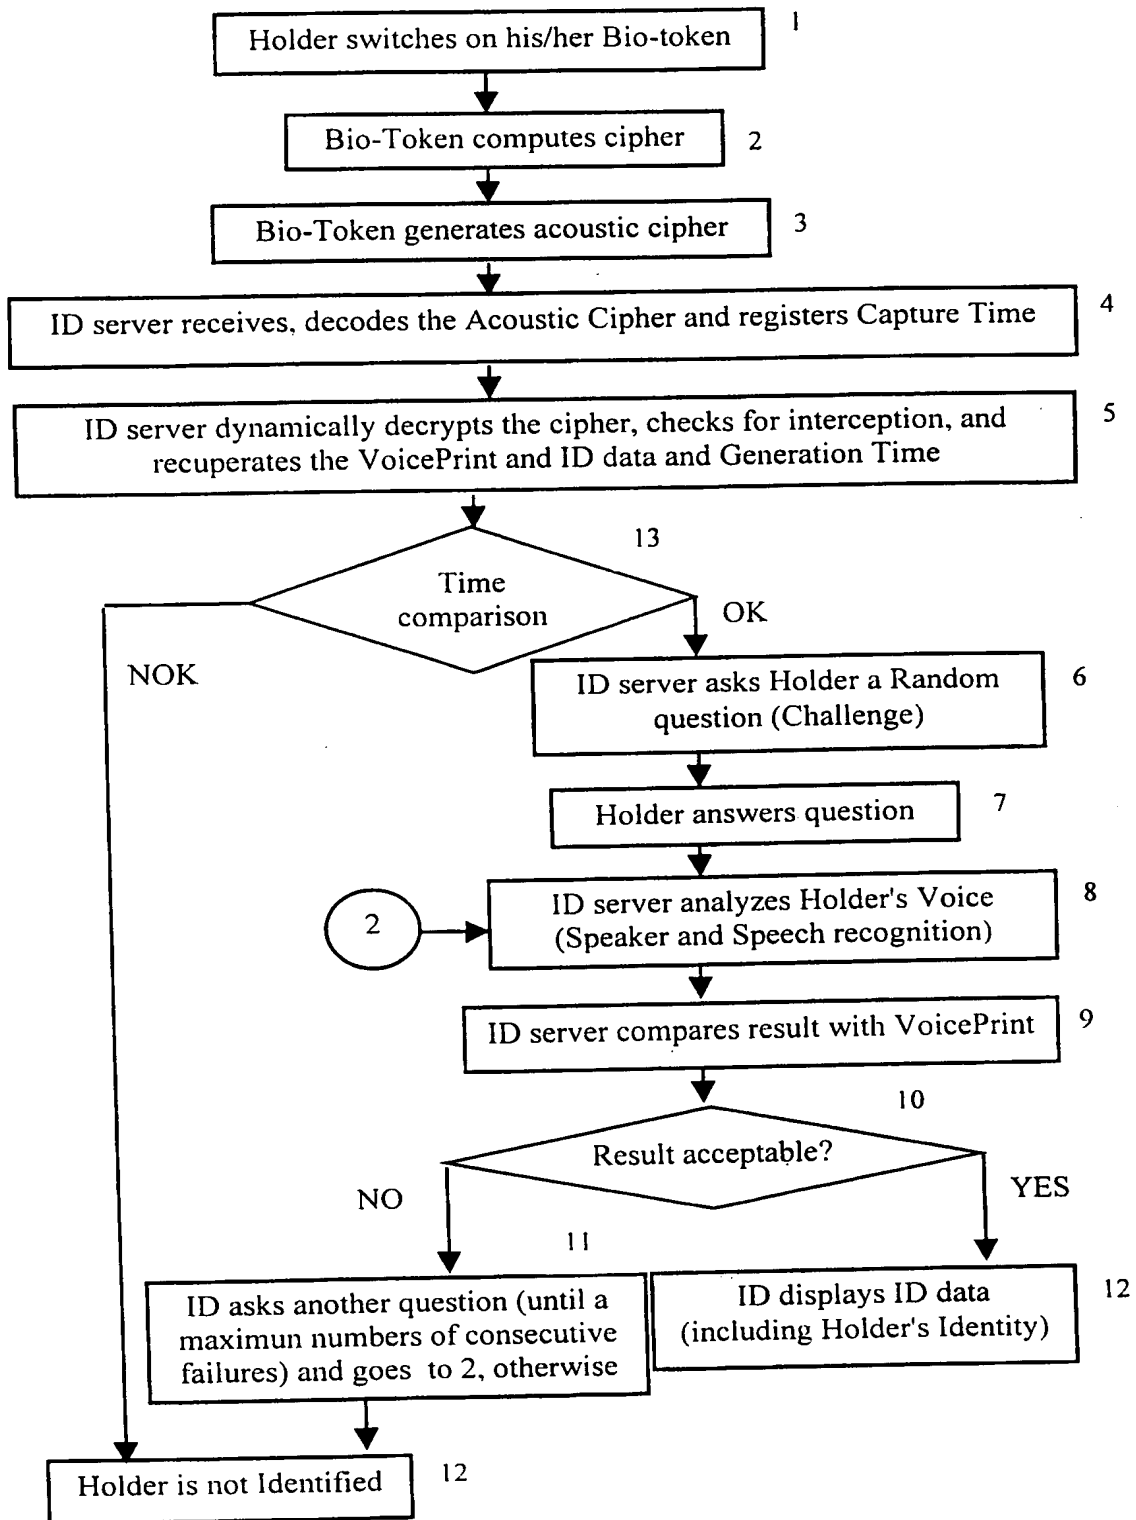 1
Holder switches on his/her Bio-token
Bio-Token computes cipher
2
Bio-Token generates acoustic cipher
3
ID server receives, decodes the Acoustic Cipher and registers Capture Time
4
ID server dynamically decrypts the cipher, checks for interception, and
recuperates the VoicePrint and ID data and Generation Time
5
13
Time
comparison
OK
NOK
ID server asks Holder a Random
question (Challenge)
6
Holder answers question
7
2
ID server analyzes Holder's Voice
(Speaker and Speech recognition)
8
ID server compares result with VoicePrint
9
10
Result acceptable?
NO
YES
11
ID asks another question (until a
maximun numbers of consecutive
failures) and goes to 2, otherwise
ID displays ID data
(including Holder's Identity)
12
Holder is not Identified
12